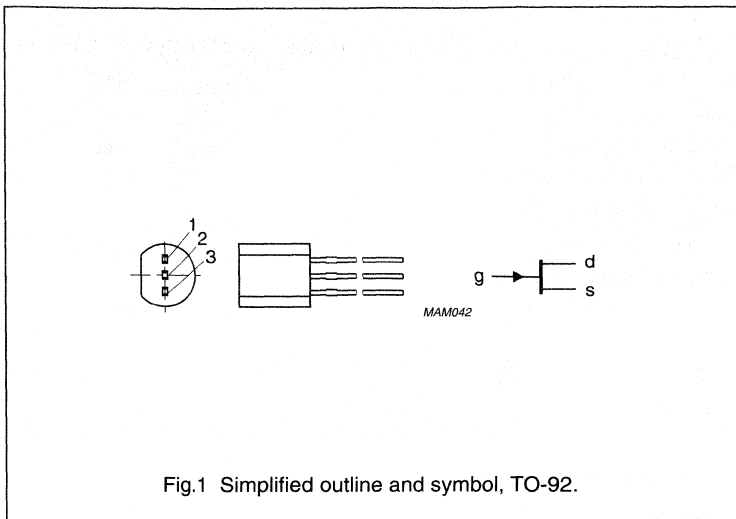 1
2
3
MAM042
g
d
s
Fig.1 Simplified outline and symbol, TO-92.